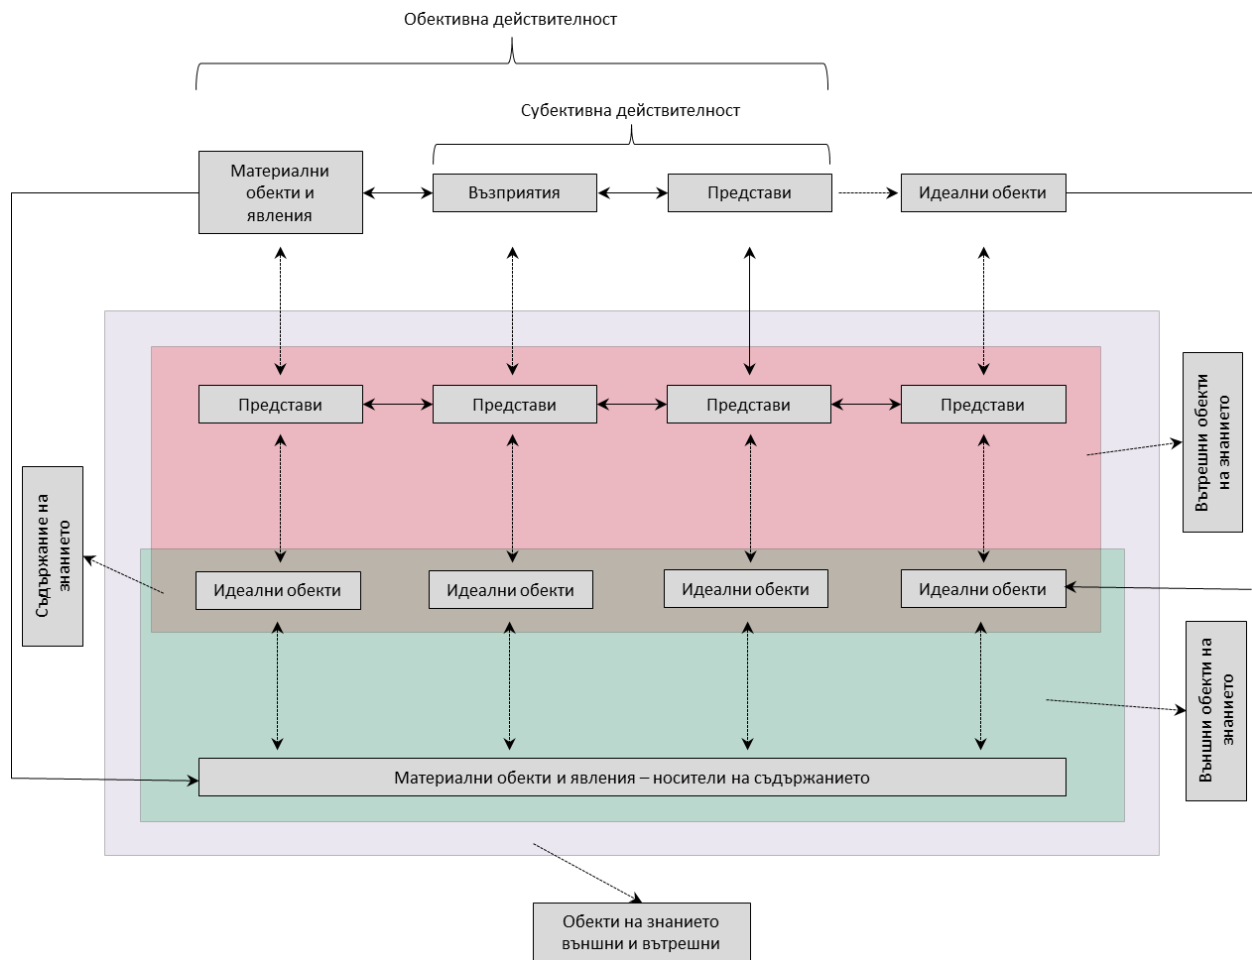 Обективна действителност
Субективна действителност
Материални
обекти и
явления
Възприятия
Представи
Идеални обекти
Представи
Представи
Представи
Представи
Вътрешни обекти
на знанието
Съдържание на
знанието
Идеални обекти
Идеални обекти
Идеални обекти
Идеални обекти
Външни обекти на
знанието
Материални обекти и явления – носители на съдържанието
Обекти на знанието
външни и вътрешни